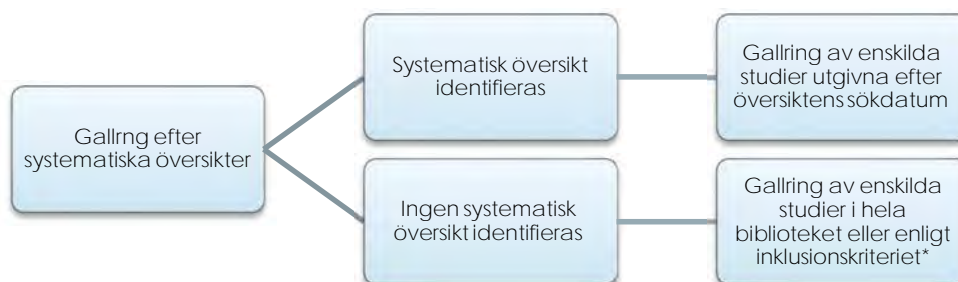 Gallrng efter
systematiska översikter
Systematisk översikt
identifieras
Gallring av enskilda
studier utgivna efter
översiktens sökdatum
Ingen systematisk
översikt identifieras
Gallring av enskilda
studier i hela
biblioteket eller enligt
inklusionskriteriet*